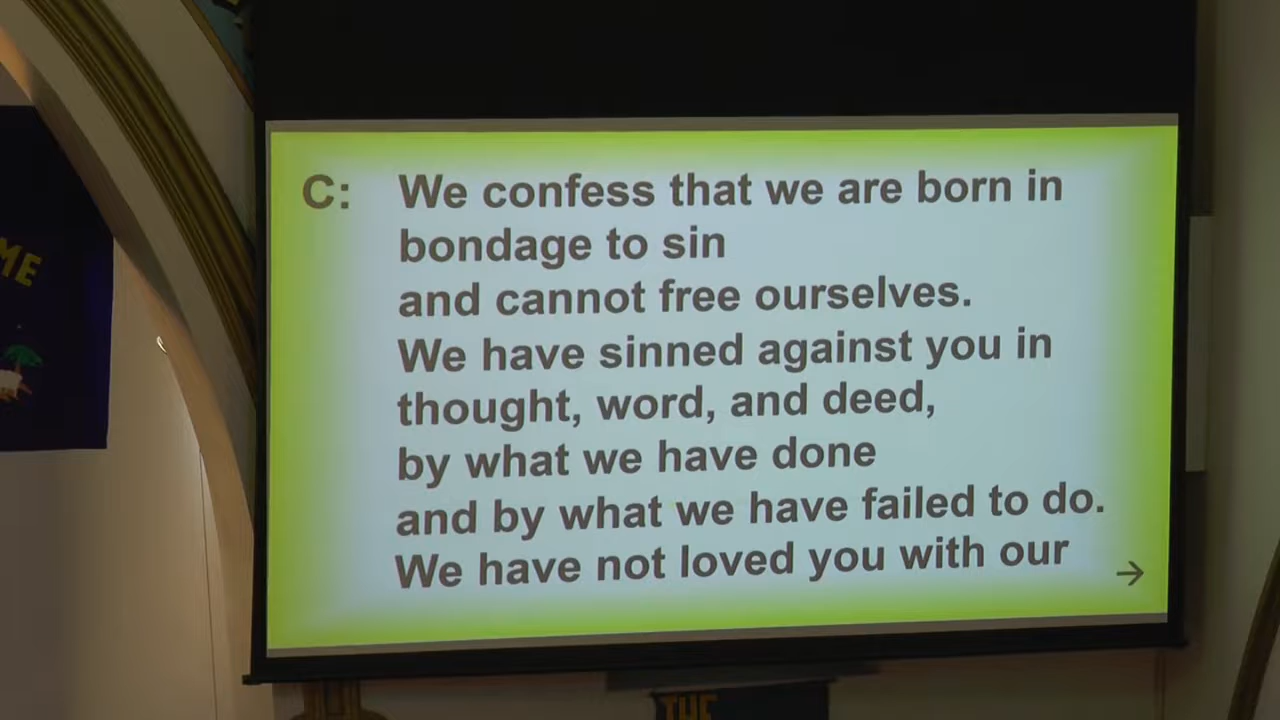 ME
C: We confess that we are born in
bondage to sin
and cannot free ourselves.
We have sinned against you in
thought, word, and deed,
by what we have done
and by what we have failed to do.
We have not loved you with our
→
THE